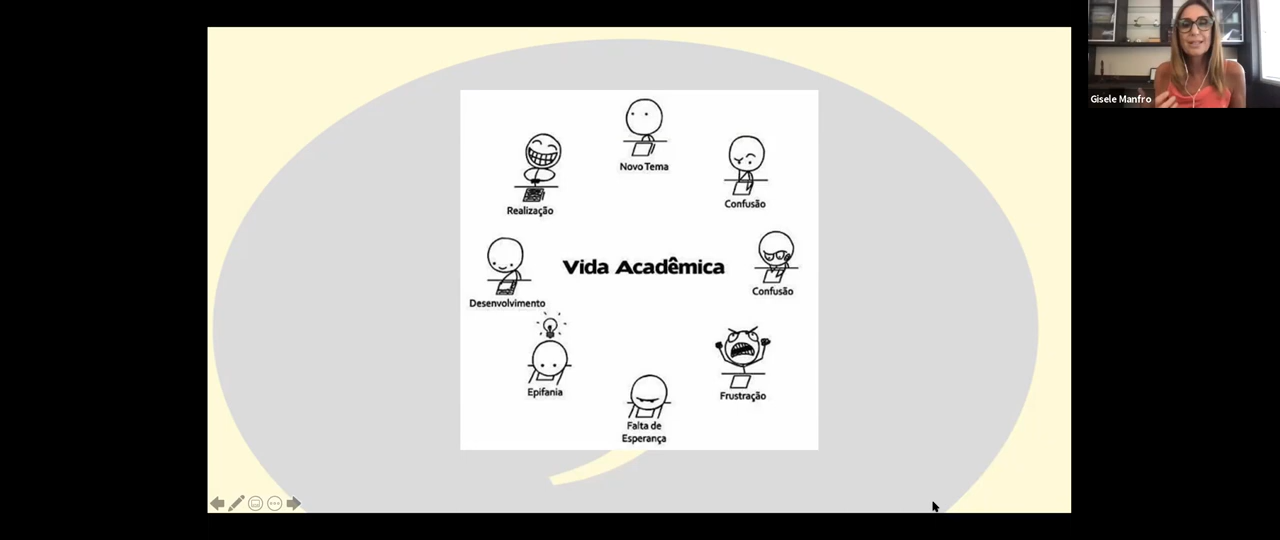 Gisele Manfro
Novo Tema
Confusão
Realização
Vida Acadêmica
Confusão
Desenvolvimento
Epifania
Frustração
Falta de
Esperança